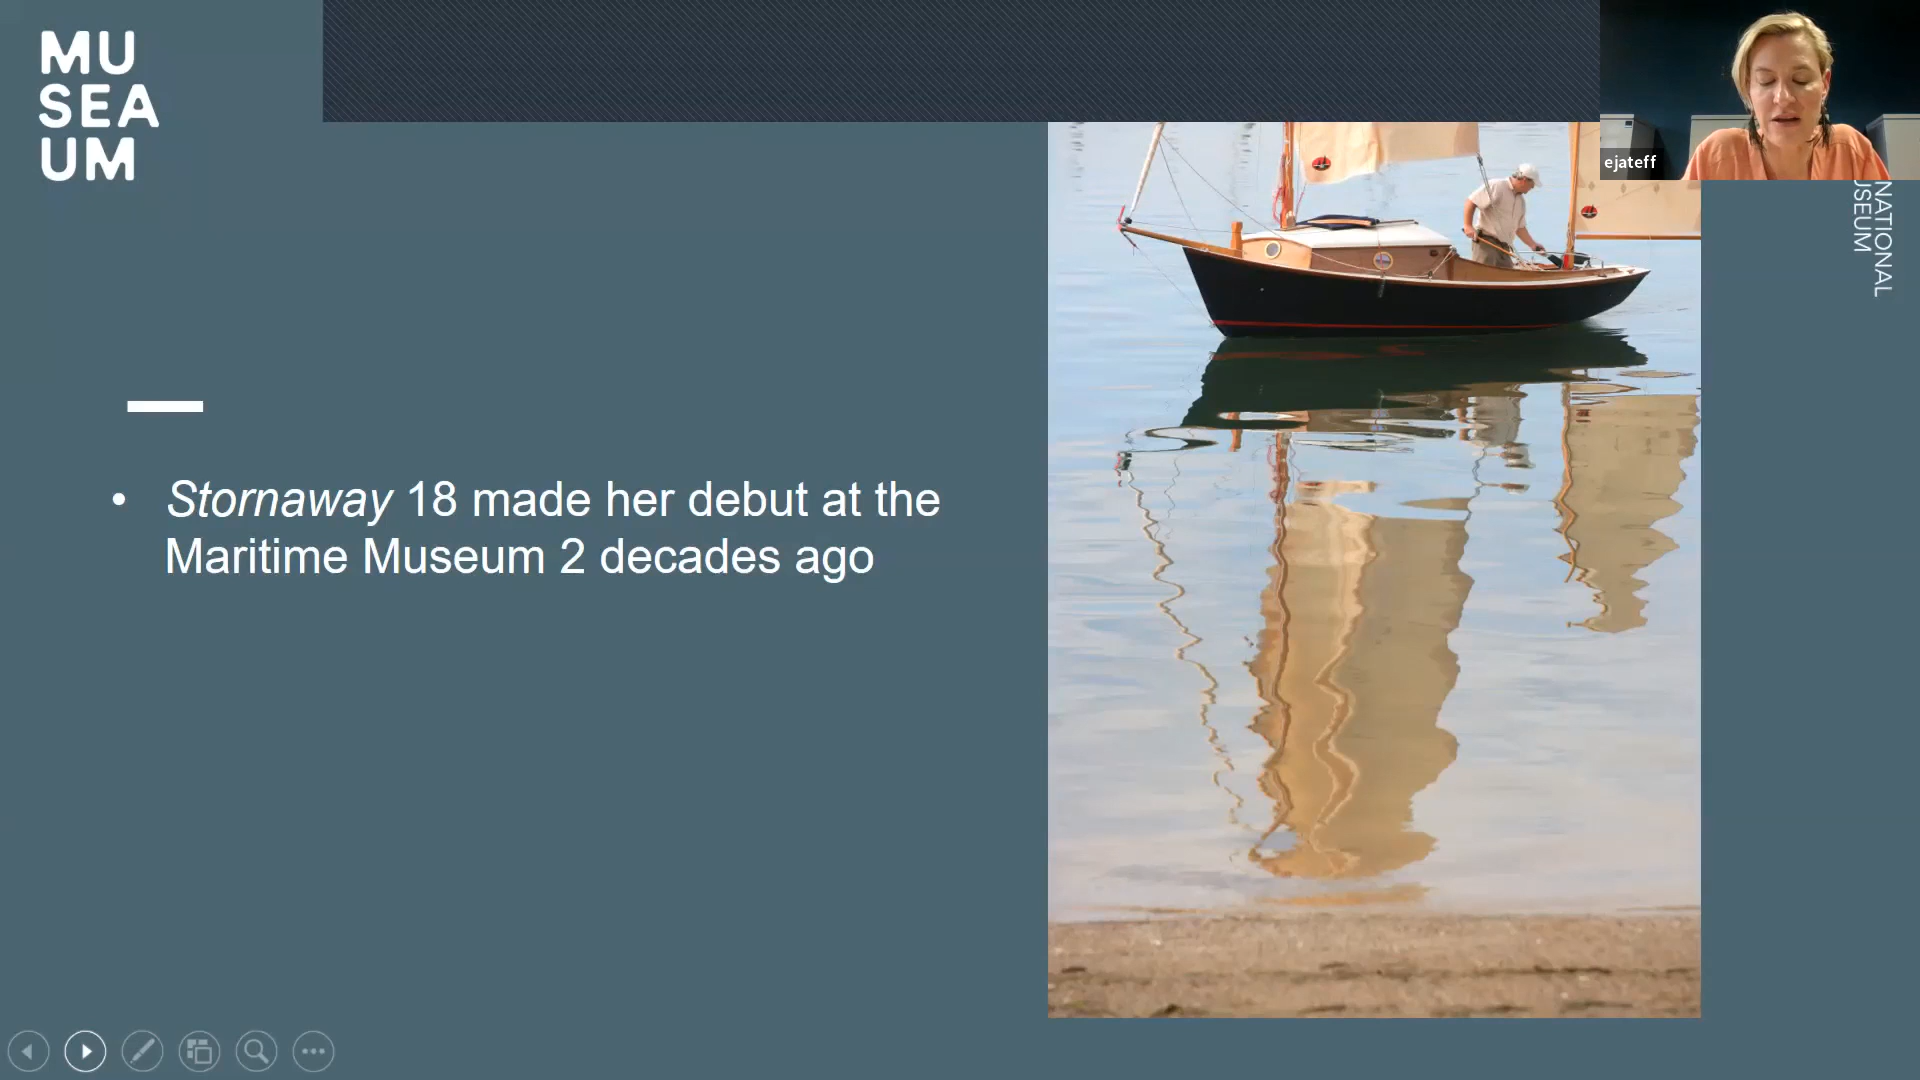 MU
SEA
UM
ejateff
NATIONAL
USEUM
• Stornaway 18 made her debut at the
Maritime Museum 2 decades ago